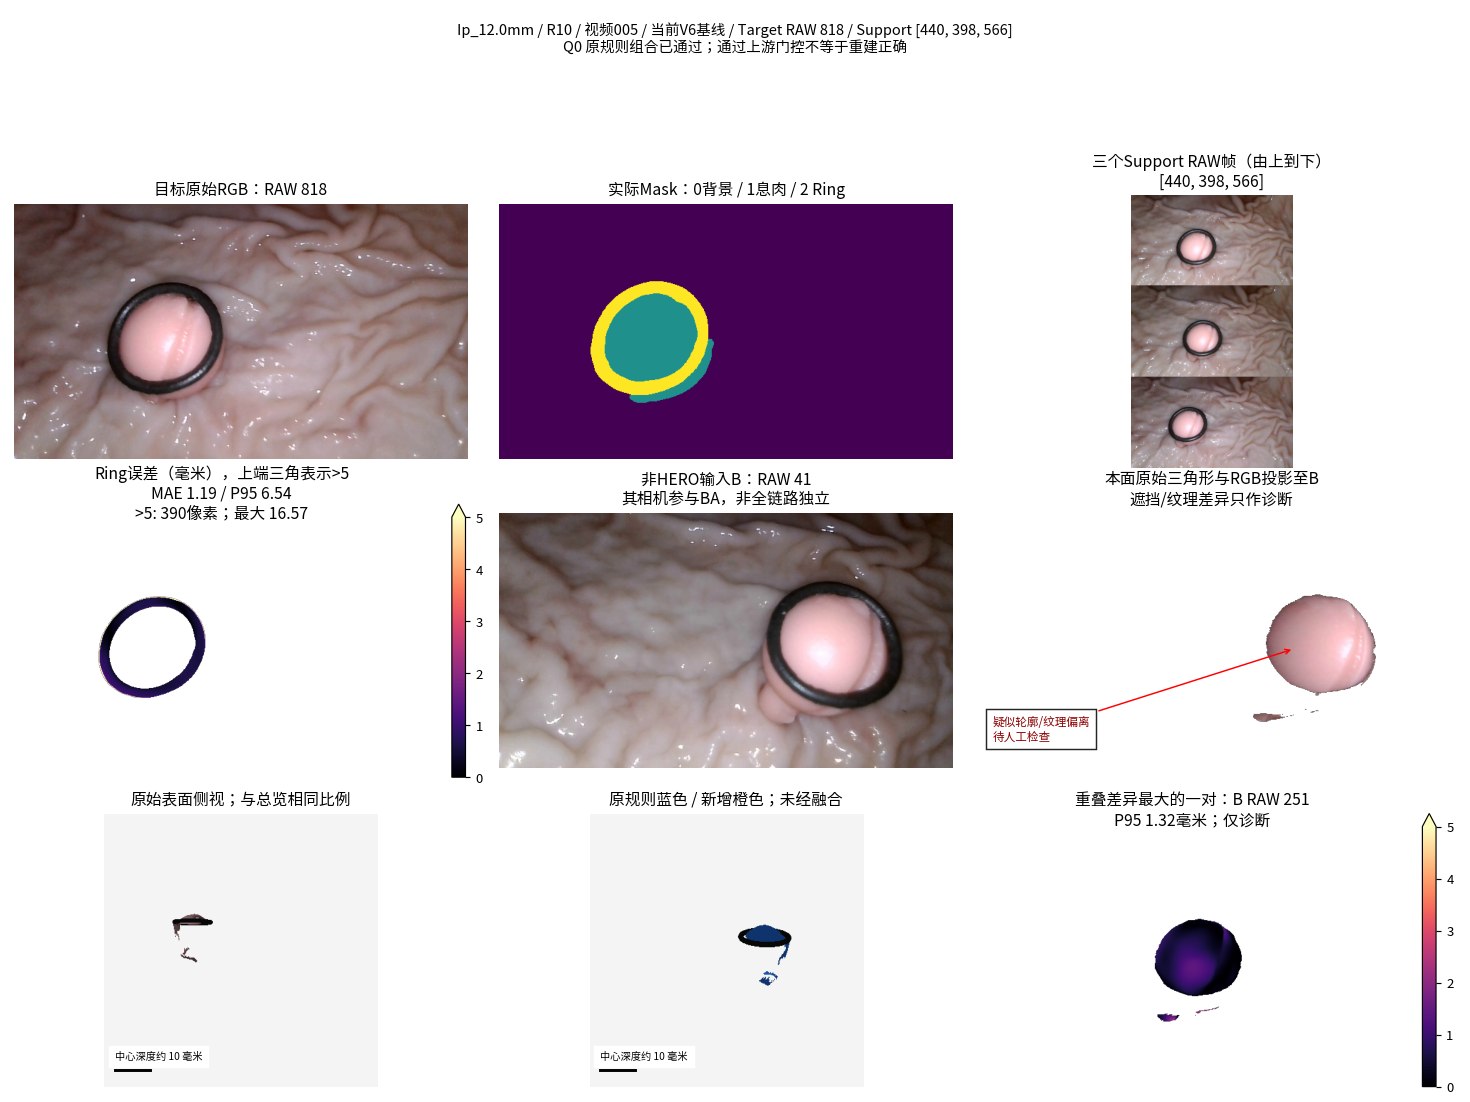 Ip_12.0mm / R10 / 视频005 / 当前V6基线 / Target RAW 818 / Support [440, 398, 566]
Q0 原规则组合已通过；通过上游门控不等于重建正确
目标原始RGB：RAW 818
实际Mask：0背景 / 1息肉 / 2 Ring
三个Support RAW帧（由上到下）
[440, 398, 566]
Ring误差（毫米），上端三角表示>5
MAE 1.19 / P95 6.54
>5: 390像素；最大 16.57
5
4
3
2
1
0
非HERO输入B：RAW 41
其相机参与BA，非全链路独立
本面原始三角形与RGB投影至B
遮挡/纹理差异只作诊断
疑似轮廓/纹理偏离
待人工检查
原始表面侧视；与总览相同比例
中心深度约 10 毫米
原规则蓝色 / 新增橙色；未经融合
中心深度约 10 毫米
重叠差异最大的一对：B RAW 251
P95 1.32毫米；仅诊断
5
4
3
2
1
0